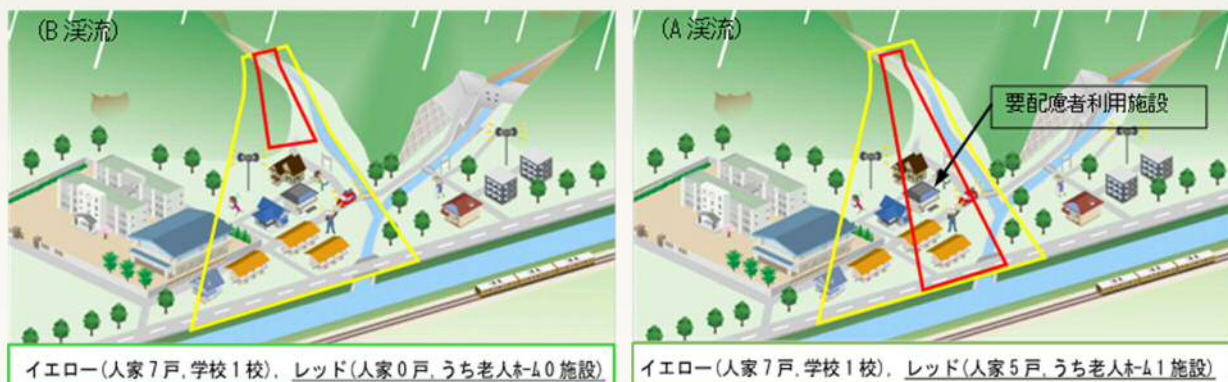 (B渓流)
イエロー(人家7戸,学校1校), レッド(人家0戸,うち老人ホーム0施設)
(A渓流)
要配慮者利用施設
イエロー(人家7戸,学校1校), レッド(人家5戸,うち老人ホーム1施設)